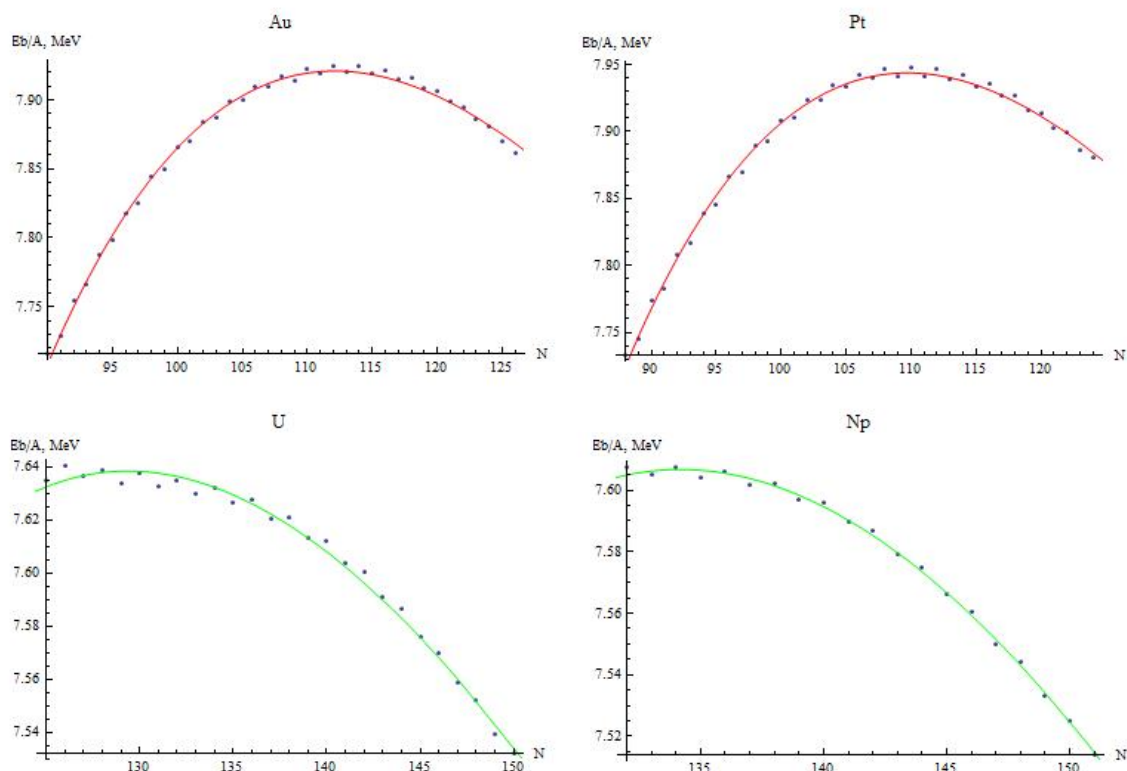 Au
Eb/A, MeV
7.90
7.85
7.80
7.75
95 100 105 110 115 120 125
N
Pt
Eb/A, MeV
7.95
7.90
7.85
7.80
7.75
90 95 100 105 110 115 120
N
U
Eb/A, MeV
7.64
7.62
7.60
7.58
7.56
7.54
130 135 140 145 150
N
Np
Eb/A, MeV
7.60
7.58
7.56
7.54
7.52
135 140 145 150
N